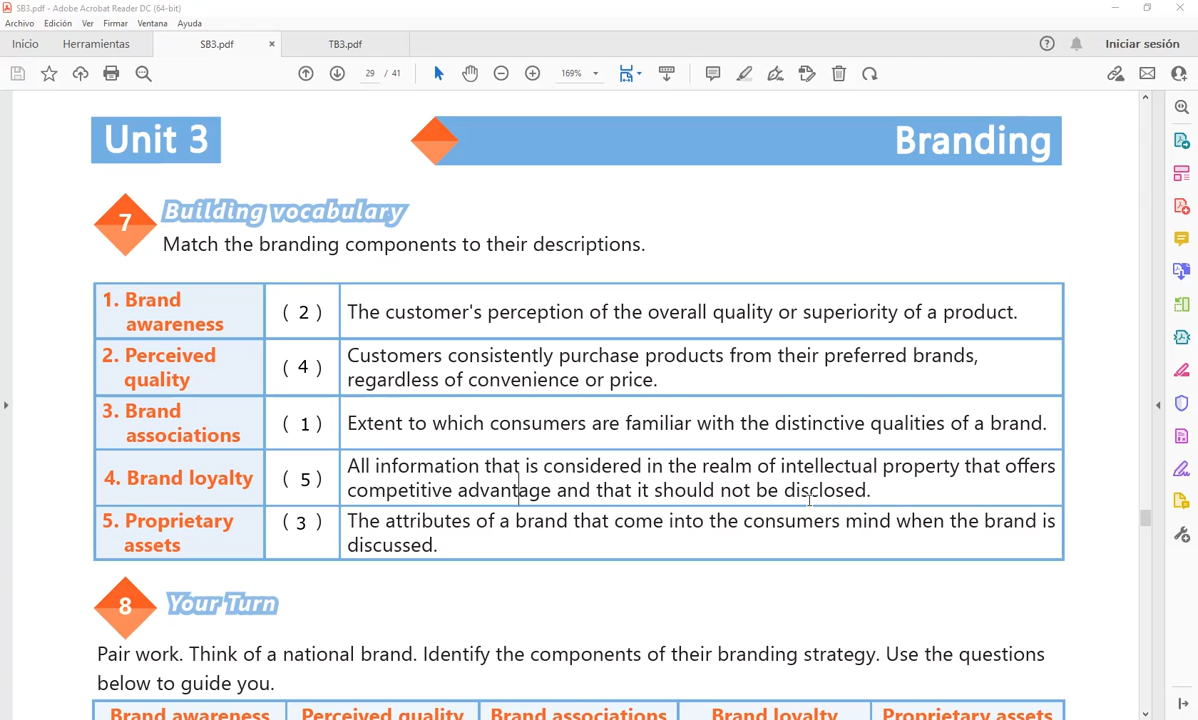 SB3.pdf - Adobe Acrobat Reader DC (64-bit)
Archivo Edición Ver Firmar Ventana Ayuda
Inicio Herramientas SB3.pdf × TB3.pdf Iniciar sesión
29 / 41 169%
Unit 3
Branding
7
Building vocabulary
Match the branding components to their descriptions.
1. Brand
awareness
( 2 )
The customer's perception of the overall quality or superiority of a product.
2. Perceived
quality
( 4 )
Customers consistently purchase products from their preferred brands,
regardless of convenience or price.
3. Brand
associations
( 1 )
Extent to which consumers are familiar with the distinctive qualities of a brand.
4. Brand loyalty
( 5 )
All information that is considered in the realm of intellectual property that offers
competitive advantage and that it should not be disclosed.
5. Proprietary
assets
( 3 )
The attributes of a brand that come into the consumers mind when the brand is
discussed.
8
Your Turn
Pair work. Think of a national brand. Identify the components of their branding strategy. Use the questions
below to guide you.
Brand awareness Perceived quality Brand associations Brand loyalty Proprietary assets